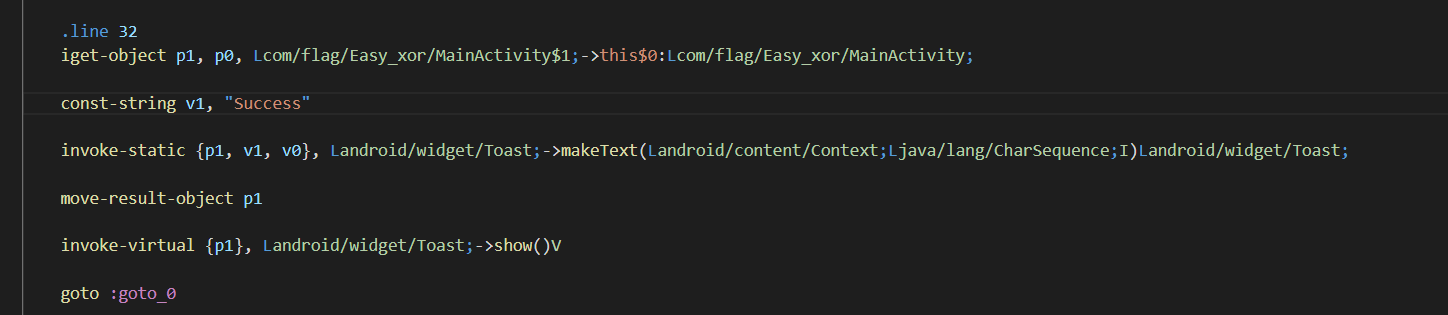 .line 32
iget-object p1, p0, Lcom/flag/Easy_xor/MainActivity$1;->this$0:Lcom/flag/Easy_xor/MainActivity;
const-string v1, "Success"
invoke-static {p1, v1, v0}, Landroid/widget/Toast;->makeText(Landroid/content/Context;Ljava/lang/CharSequence;I)Landroid/widget/Toast;
move-result-object p1
invoke-virtual {p1}, Landroid/widget/Toast;->show()V
goto :goto_0